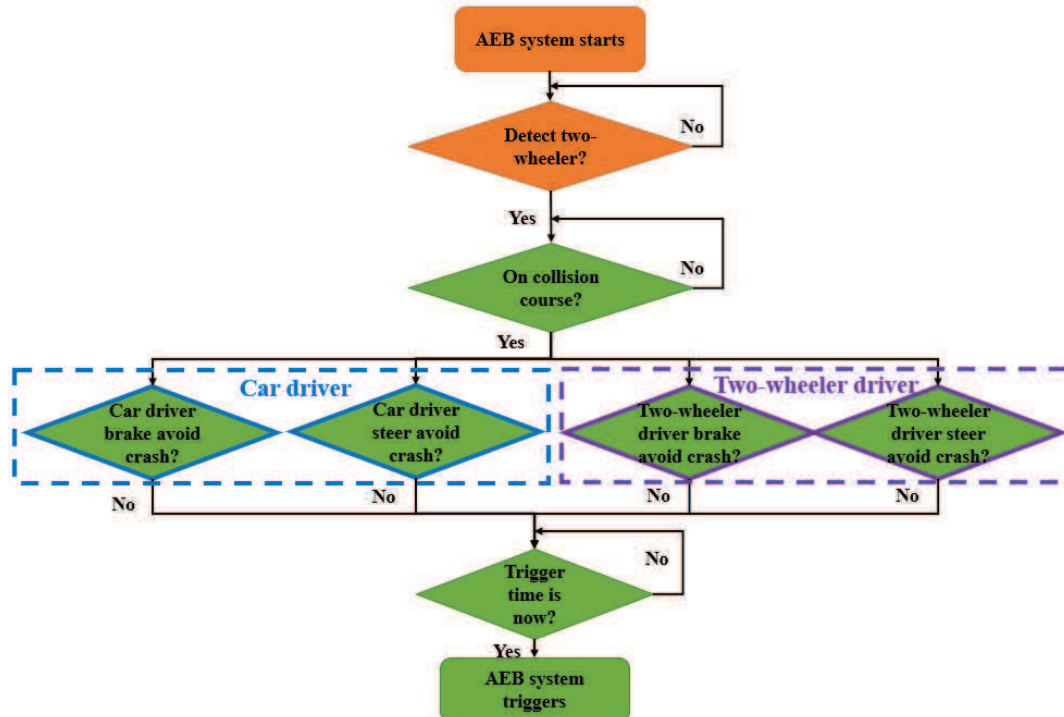 AEB system starts
No
Detect two-
wheeler?
Yes
No
On collision
course?
Yes
Car driver
Two-wheeler driver
Car driver
brake avoid
crash?
Car driver
steer avoid
crash?
Two-wheeler
driver brake
avoid crash?
Two-wheeler
driver steer
avoid crash?
No
No
No
No
No
Trigger
time is
now?
Yes
AEB system
triggers